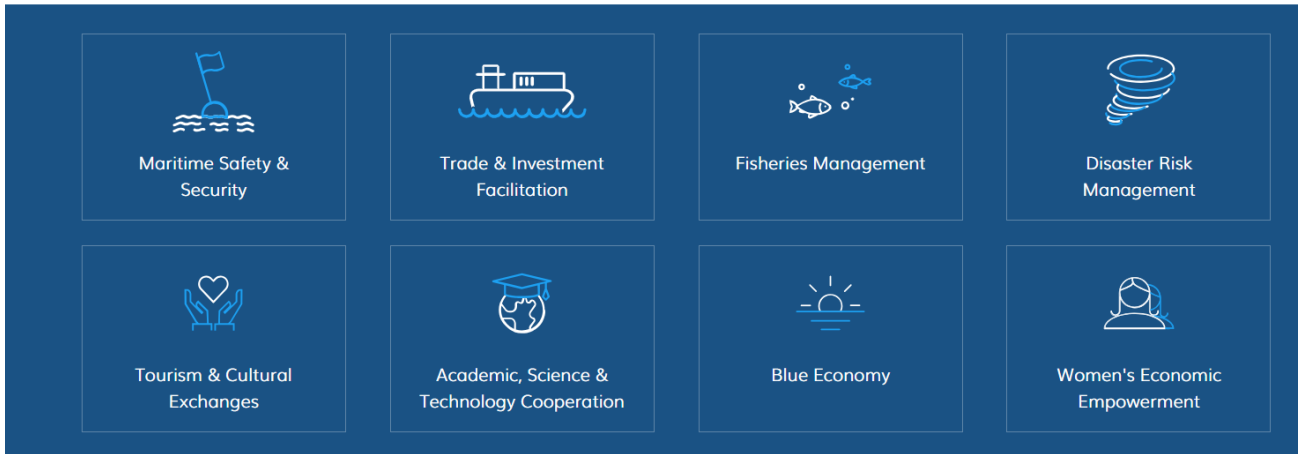 Maritime Safety &
Security
Trade & Investment
Facilitation
Fisheries Management
Disaster Risk
Management
Tourism & Cultural
Exchanges
Academic, Science &
Technology Cooperation
Blue Economy
Women's Economic
Empowerment